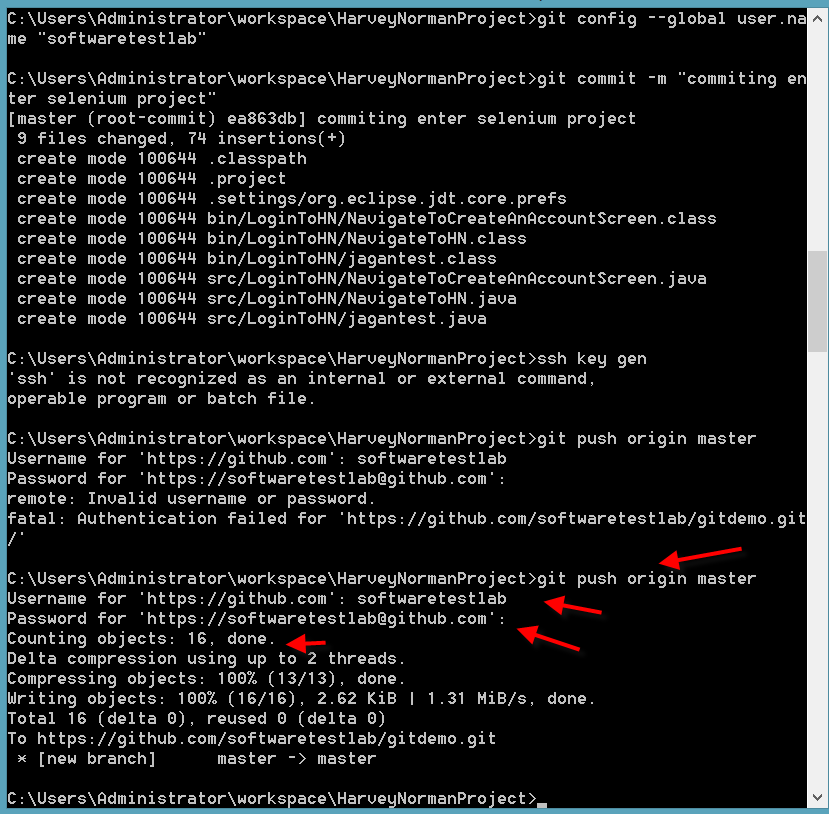 C:\Users\Administrator\workspace\HarveyNormanProject>git config --global user.na
me "softwaretestlab"
C:\Users\Administrator\workspace\HarveyNormanProject>git commit -m "commiting en
ter selenium project"
[master (root-commit) ea863db] commiting enter selenium project
 9 files changed, 74 insertions(+)
 create mode 100644 .classpath
 create mode 100644 .project
 create mode 100644 .settings/org.eclipse.jdt.core.prefs
 create mode 100644 bin/LoginToHN/NavigateToCreateAnAccountScreen.class
 create mode 100644 bin/LoginToHN/NavigateToHN.class
 create mode 100644 bin/LoginToHN/jagantest.class
 create mode 100644 src/LoginToHN/NavigateToCreateAnAccountScreen.java
 create mode 100644 src/LoginToHN/NavigateToHN.java
 create mode 100644 src/LoginToHN/jagantest.java
C:\Users\Administrator\workspace\HarveyNormanProject>ssh key gen
'ssh' is not recognized as an internal or external command,
operable program or batch file.
C:\Users\Administrator\workspace\HarveyNormanProject>git push origin master
Username for 'https://github.com': softwaretestlab
Password for 'https://softwaretestlab@github.com':
remote: Invalid username or password.
fatal: Authentication failed for 'https://github.com/softwaretestlab/gitdemo.git
/'
C:\Users\Administrator\workspace\HarveyNormanProject>git push origin master
Username for 'https://github.com': softwaretestlab
Password for 'https://softwaretestlab@github.com':
Counting objects: 16, done.
Delta compression using up to 2 threads.
Compressing objects: 100% (13/13), done.
Writing objects: 100% (16/16), 2.62 KiB | 1.31 MiB/s, done.
Total 16 (delta 0), reused 0 (delta 0)
To https://github.com/softwaretestlab/gitdemo.git
 * [new branch]      master -> master
C:\Users\Administrator\workspace\HarveyNormanProject>_